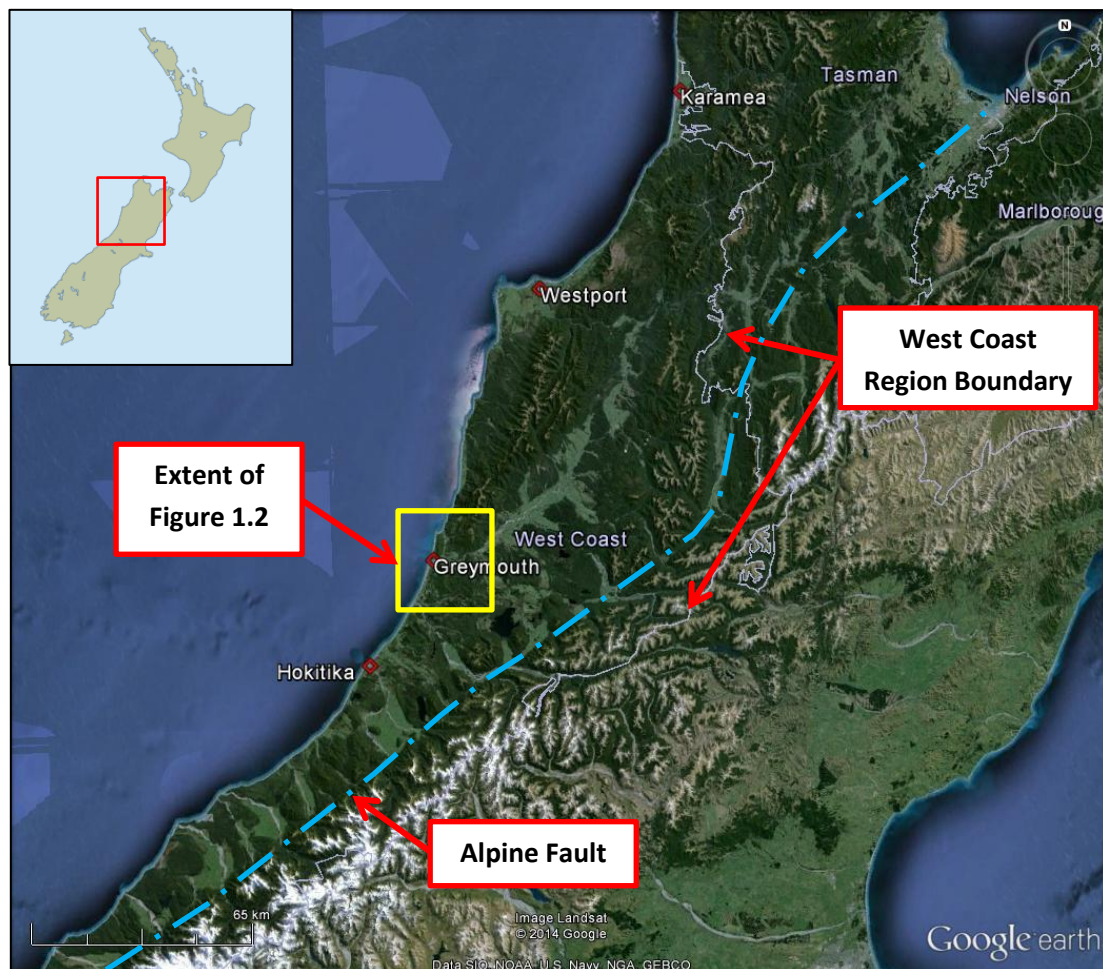 N
Tasman
Nelson
Karamea
Marlboroug
Westport
West Coast
Region Boundary
Extent of
Figure 1.2
West Coast
Greymouth
Hokitika
Alpine Fault
65 km
Image Landsat
© 2014 Google
Data SIO, NOAA, U.S. Navy, NGA, GEBCO
Google earth